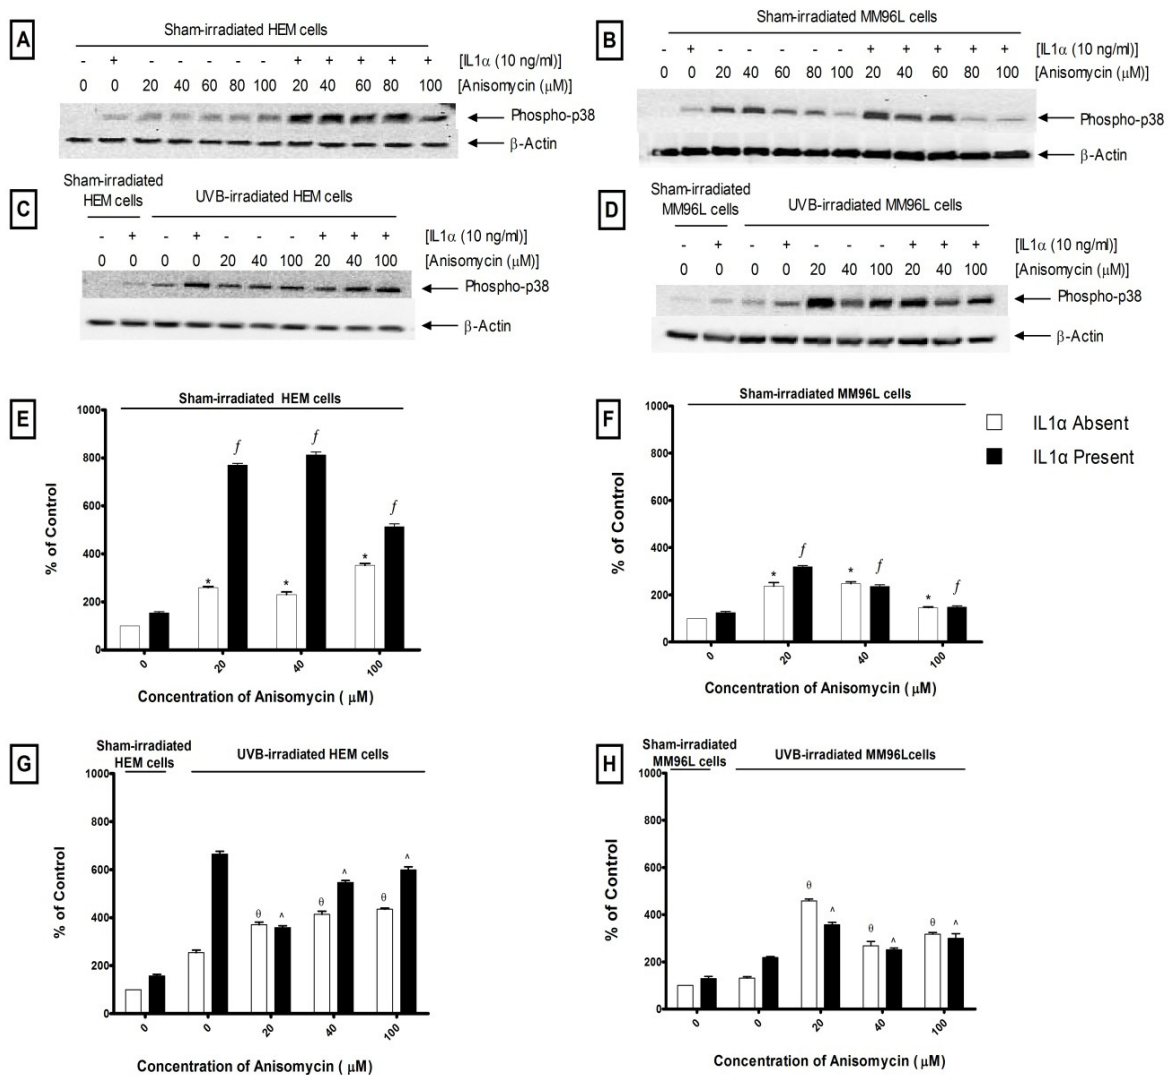 A
Sham-irradiated HEM cells
- + - - - - - + + + + + [IL1α (10 ng/ml)]
0 0 20 40 60 80 100 20 40 60 80 100 [Anisomycin (μM)]
Phospho-p38
β-Actin
B
Sham-irradiated MM96L cells
- + - - - - - + + + + + [IL1α (10 ng/ml)]
0 0 20 40 60 80 100 20 40 60 80 100 [Anisomycin (μM)]
Phospho-p38
β-Actin
C
Sham-irradiated
HEM cells
UVB-irradiated HEM cells
- + - + - - - + + + [IL1α (10 ng/ml)]
0 0 0 0 20 40 100 20 40 100 [Anisomycin (μM)]
Phospho-p38
β-Actin
D
Sham-irradiated
MM96L cells
UVB-irradiated MM96L cells
- + - + - - - + + + [IL1α (10 ng/ml)]
0 0 0 0 20 40 100 20 40 100 [Anisomycin (μM)]
Phospho-p38
β-Actin
E
Sham-irradiated HEM cells
1000
800
600
400
200
0
% of Control
* f * f * f
0 20 40 100
Concentration of Anisomycin ( μM)
F
Sham-irradiated MM96L cells
1000
800
600
400
200
0
% of Control
* f * f * f
0 20 40 100
Concentration of Anisomycin ( μM)
IL1α Absent
IL1α Present
G
Sham-irradiated
HEM cells
UVB-irradiated HEM cells
1000
800
600
400
200
0
% of Control
θ ^ θ ^ θ ^
0 0 20 40 100
Concentration of Anisomycin ( μM)
H
Sham-irradiated
MM96L cells
UVB-irradiated MM96Lcells
1000
800
600
400
200
0
% of Control
θ ^ θ ^ θ ^
0 0 20 40 100
Concentration of Anisomycin ( μM)